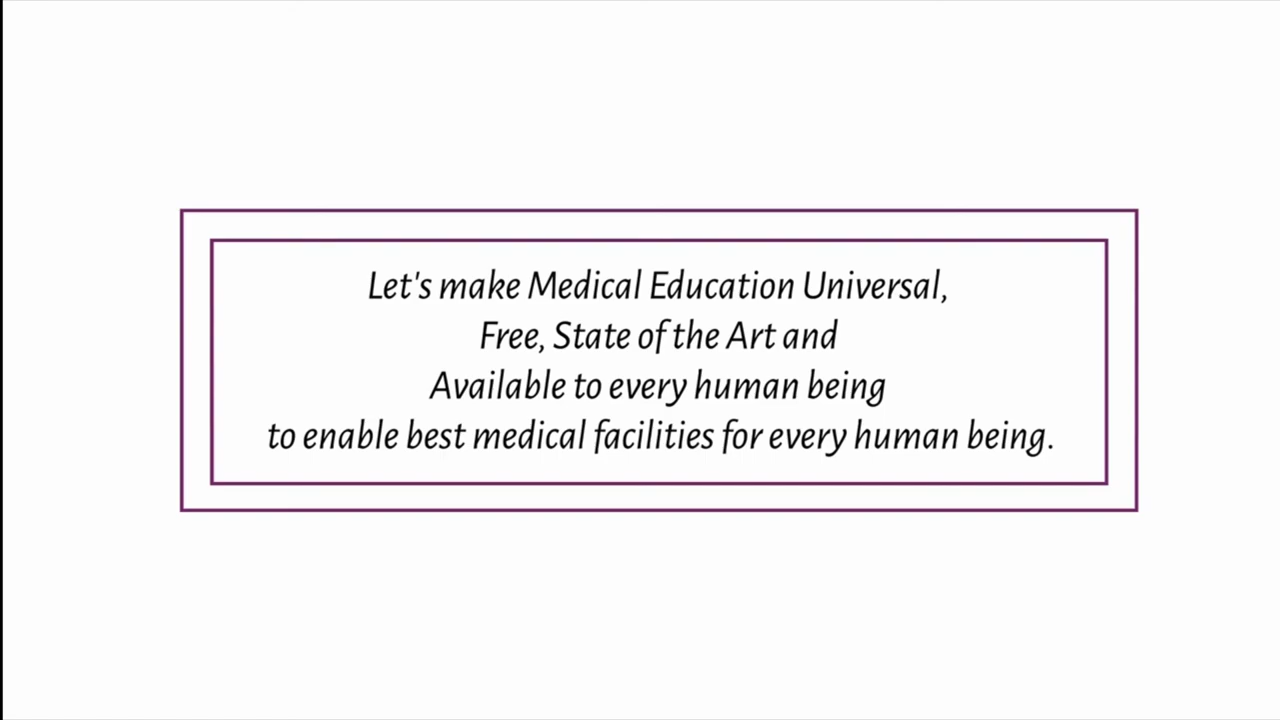 Let's make Medical Education Universal,
Free, State of the Art and
Available to every human being
to enable best medical facilities for every human being.